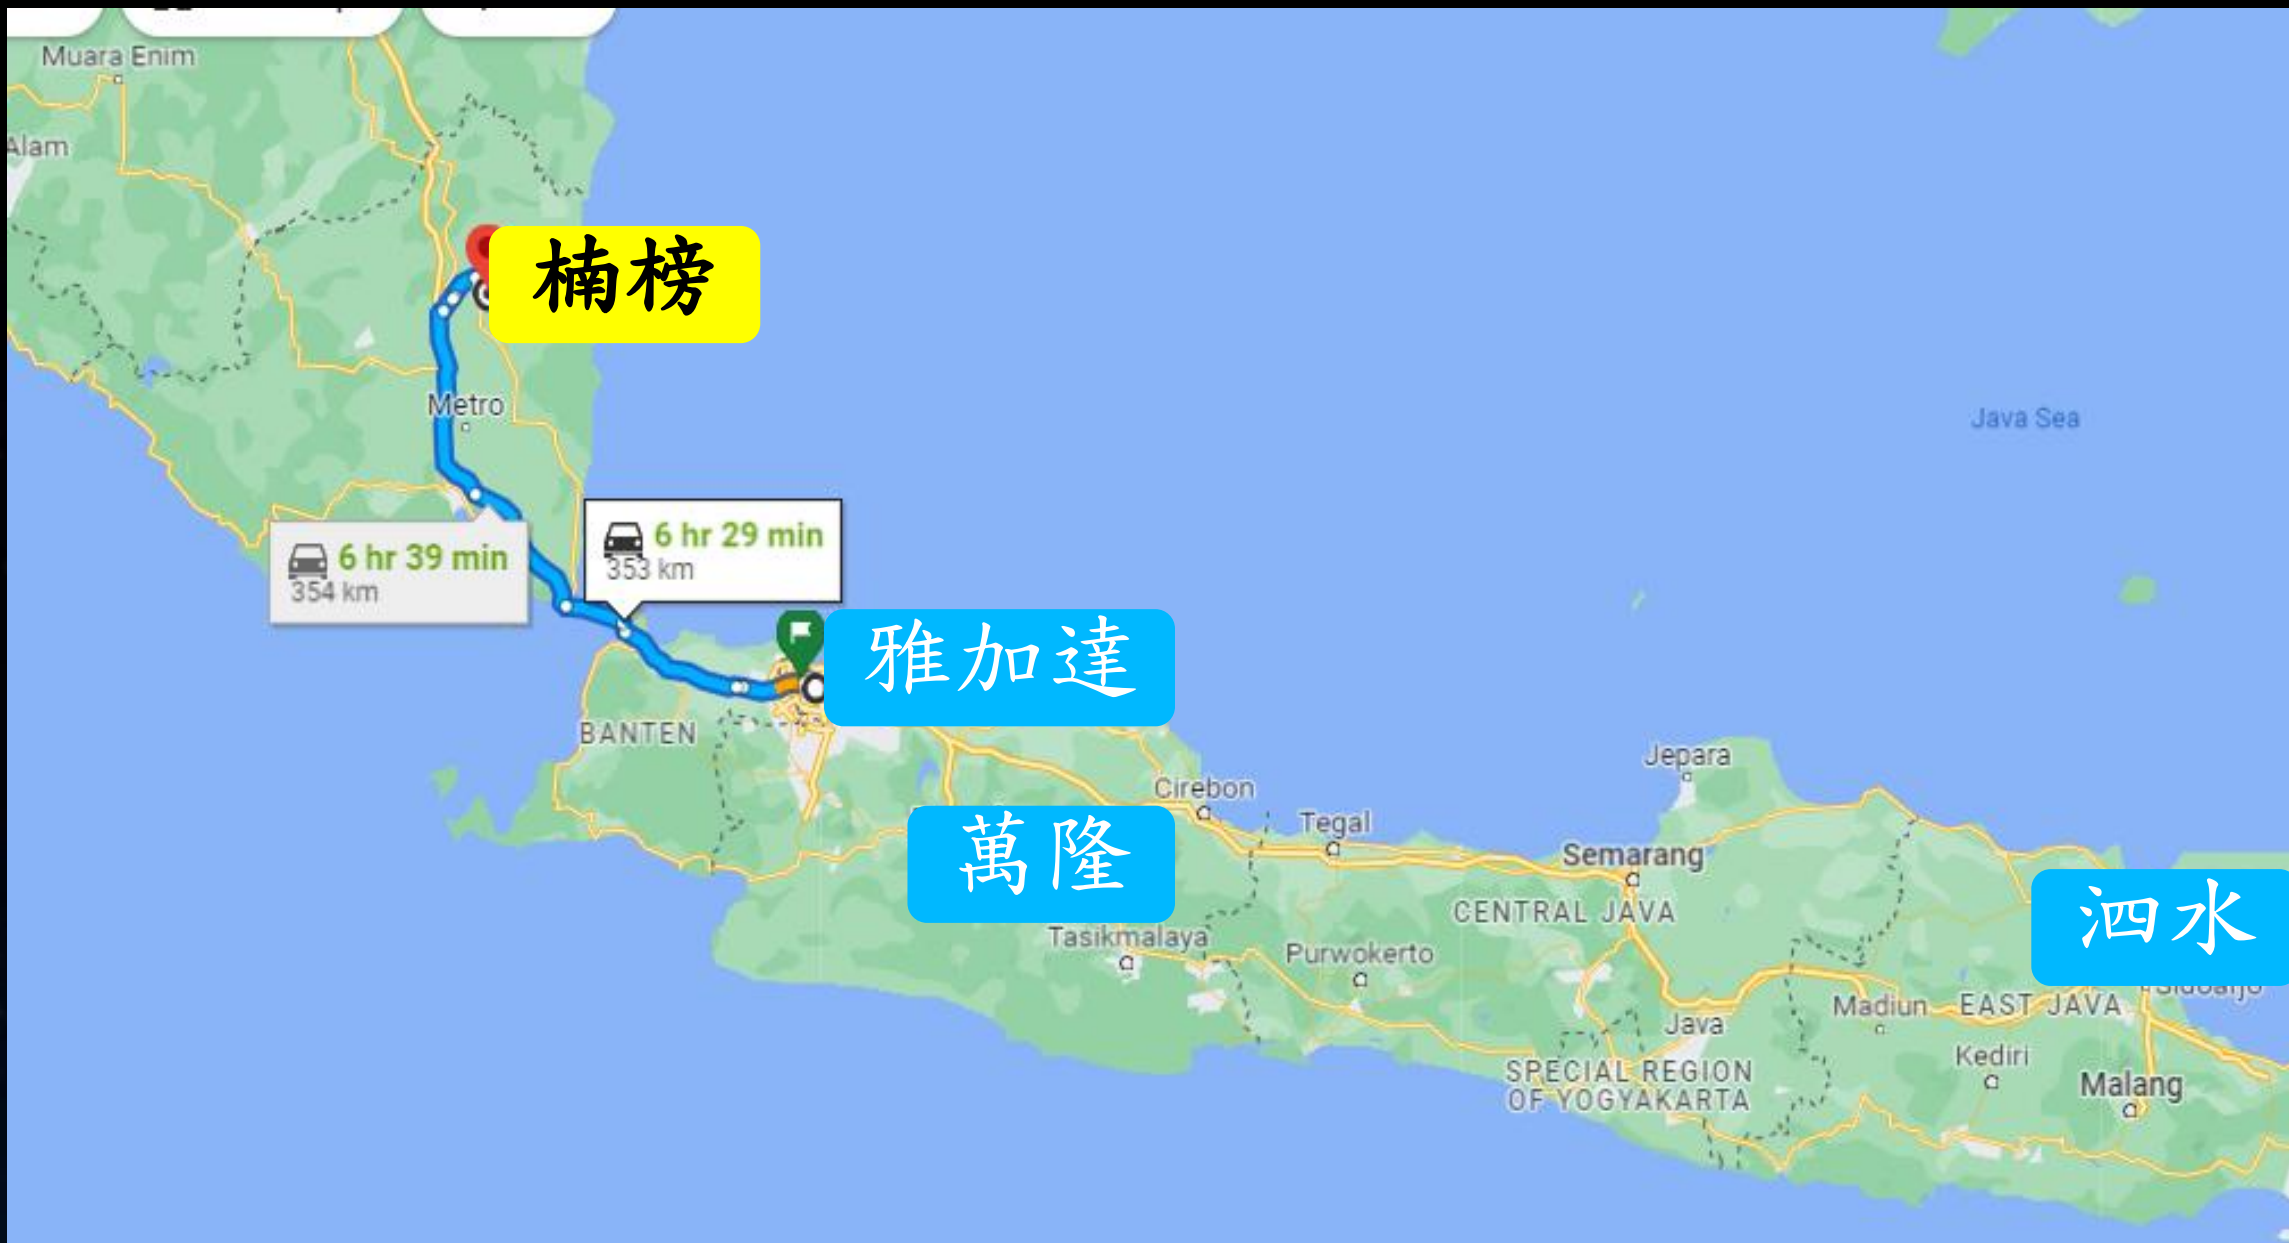 Muara Enim
Alam
楠榜
Metro
Java Sea
6 hr 29 min
353 km
6 hr 39 min
354 km
雅加達
BANTEN
Jepara
Cirebon
Tegal
萬隆
Semarang
泗水
CENTRAL JAVA
Tasikmalaya
Purwokerto
Sidoarjo
Madiun
EAST JAVA
Java
Kediri
SPECIAL REGION
OF YOGYAKARTA
Malang